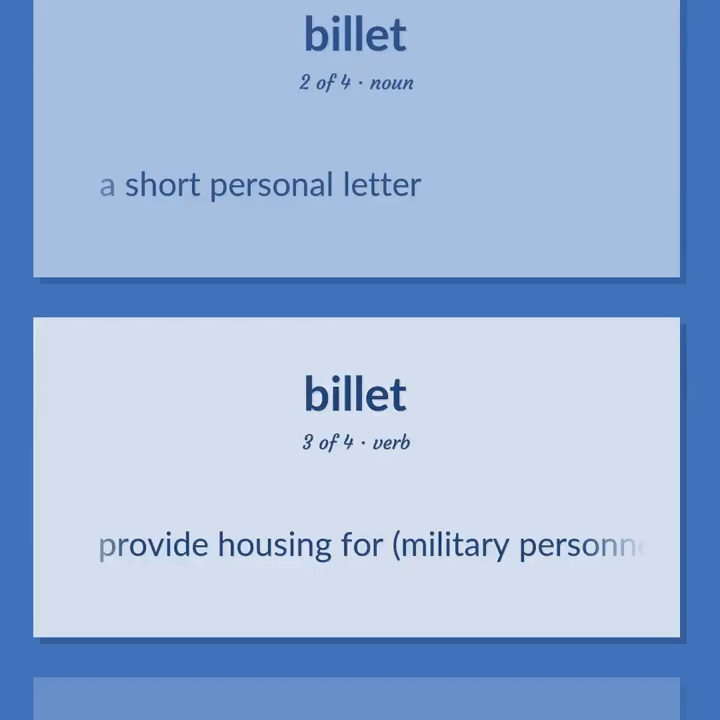 billet
2 of 4 · noun
a short personal letter
billet
3 of 4 · verb
provide housing for (military